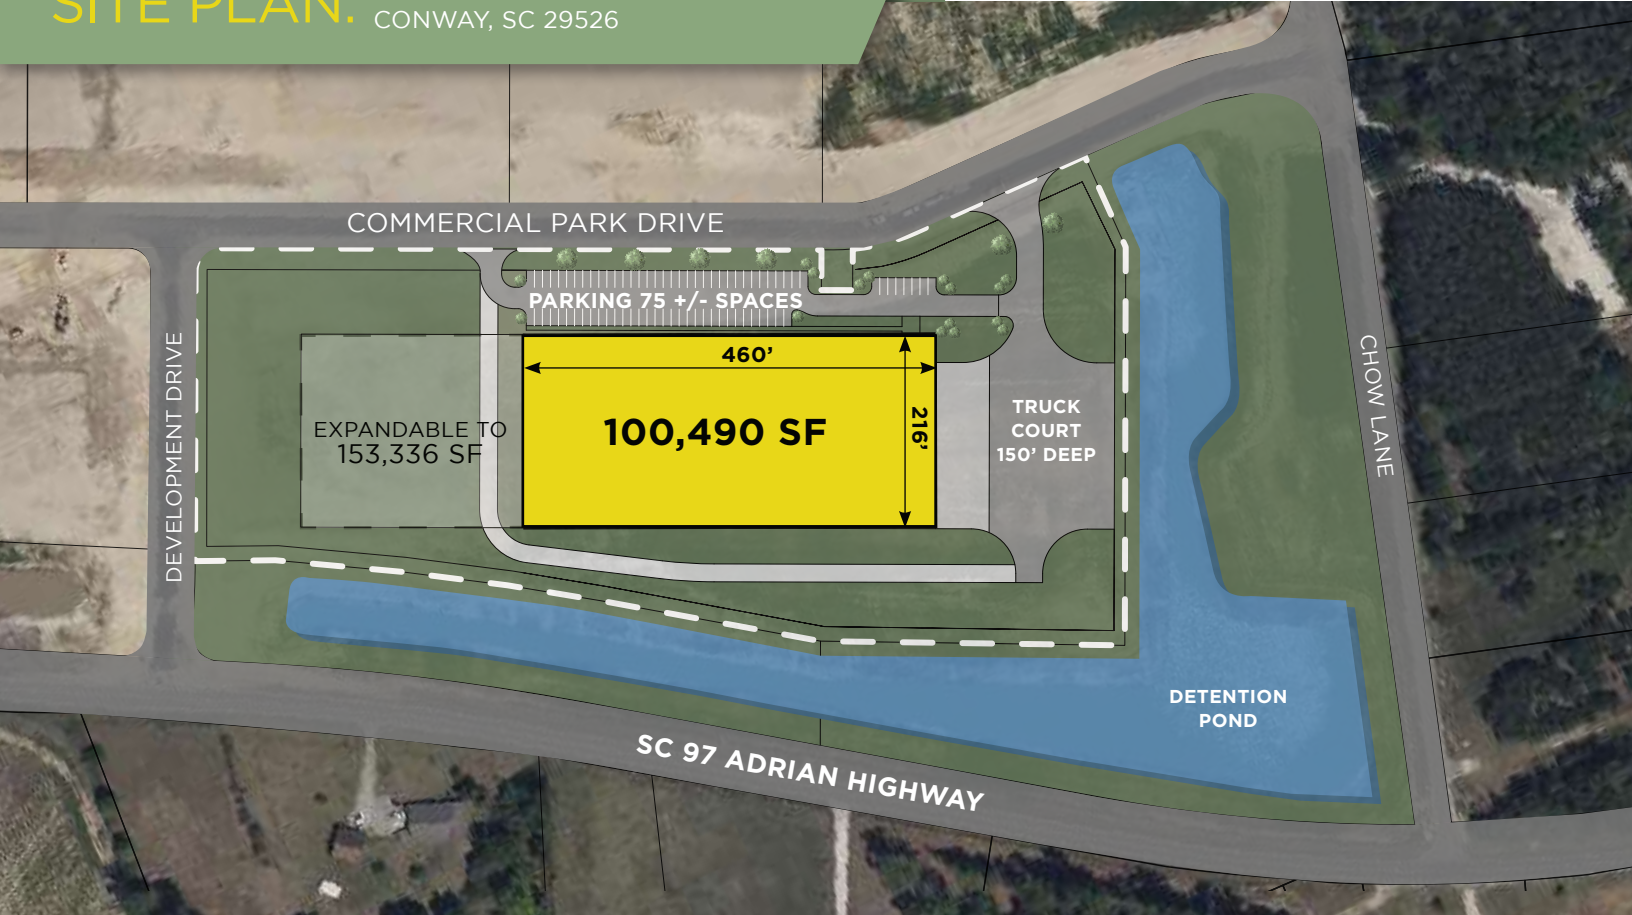 SITE PLAN.
CONWAY, SC 29526
COMMERCIAL PARK DRIVE
PARKING 75 +/- SPACES
460'
216'
100,490 SF
EXPANDABLE TO
153,336 SF
TRUCK
COURT
150' DEEP
DEVELOPMENT DRIVE
CHOW LANE
DETENTION
POND
SC 97 ADRIAN HIGHWAY